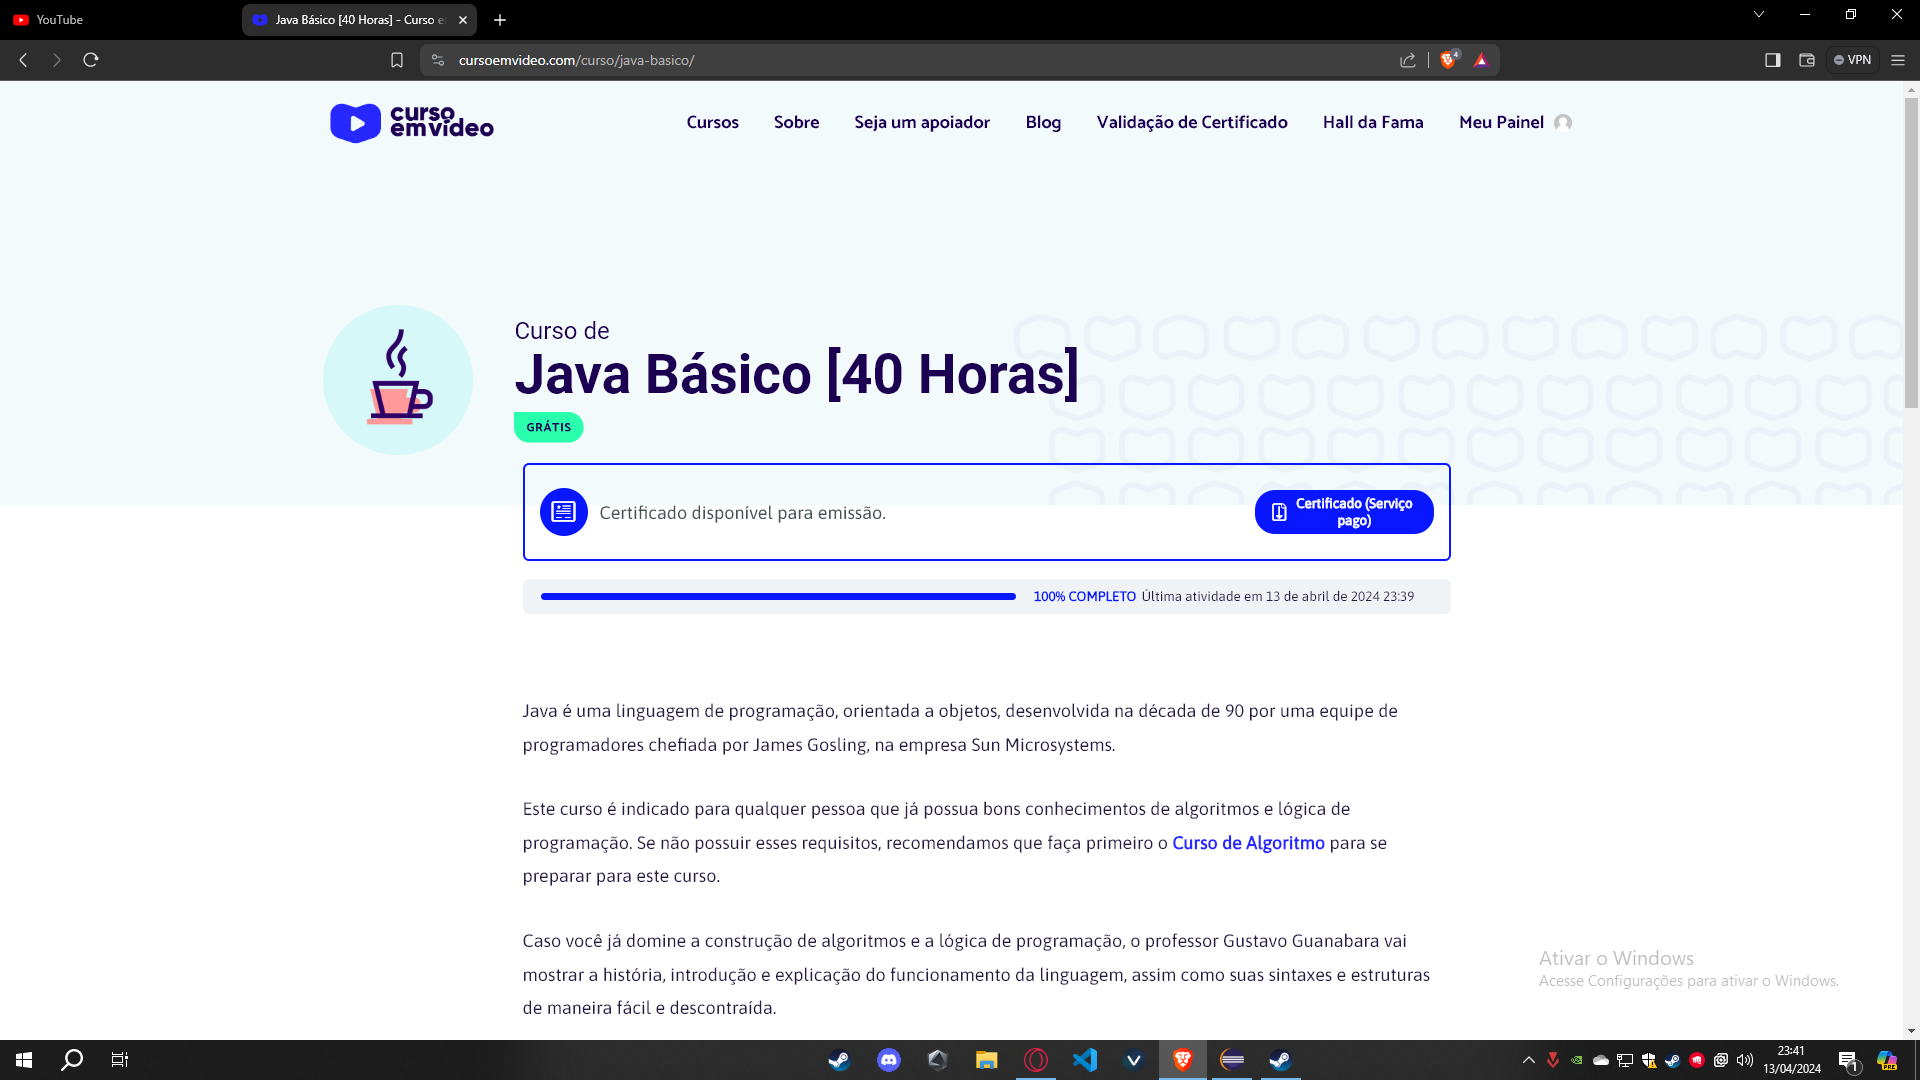 YouTube
Java Básico [40 Horas] - Curso e
cursoemvideo.com/curso/java-basico/
4
VPN
curso
emvídeo
Cursos
Sobre
Seja um apoiador
Blog
Validação de Certificado
Hall da Fama
Meu Painel
Curso de
Java Básico [40 Horas]
GRÁTIS
Certificado disponível para emissão.
Certificado (Serviço
pago)
100% COMPLETO Última atividade em 13 de abril de 2024 23:39
Java é uma linguagem de programação, orientada a objetos, desenvolvida na década de 90 por uma equipe de
programadores chefiada por James Gosling, na empresa Sun Microsystems.
Este curso é indicado para qualquer pessoa que já possua bons conhecimentos de algoritmos e lógica de
programação. Se não possuir esses requisitos, recomendamos que faça primeiro o Curso de Algoritmo para se
preparar para este curso.
Caso você já domine a construção de algoritmos e a lógica de programação, o professor Gustavo Guanabara vai
mostrar a história, introdução e explicação do funcionamento da linguagem, assim como suas sintaxes e estruturas
de maneira fácil e descontraída.
Ativar o Windows
Acesse Configurações para ativar o Windows.
23:41
13/04/2024
1
PRE